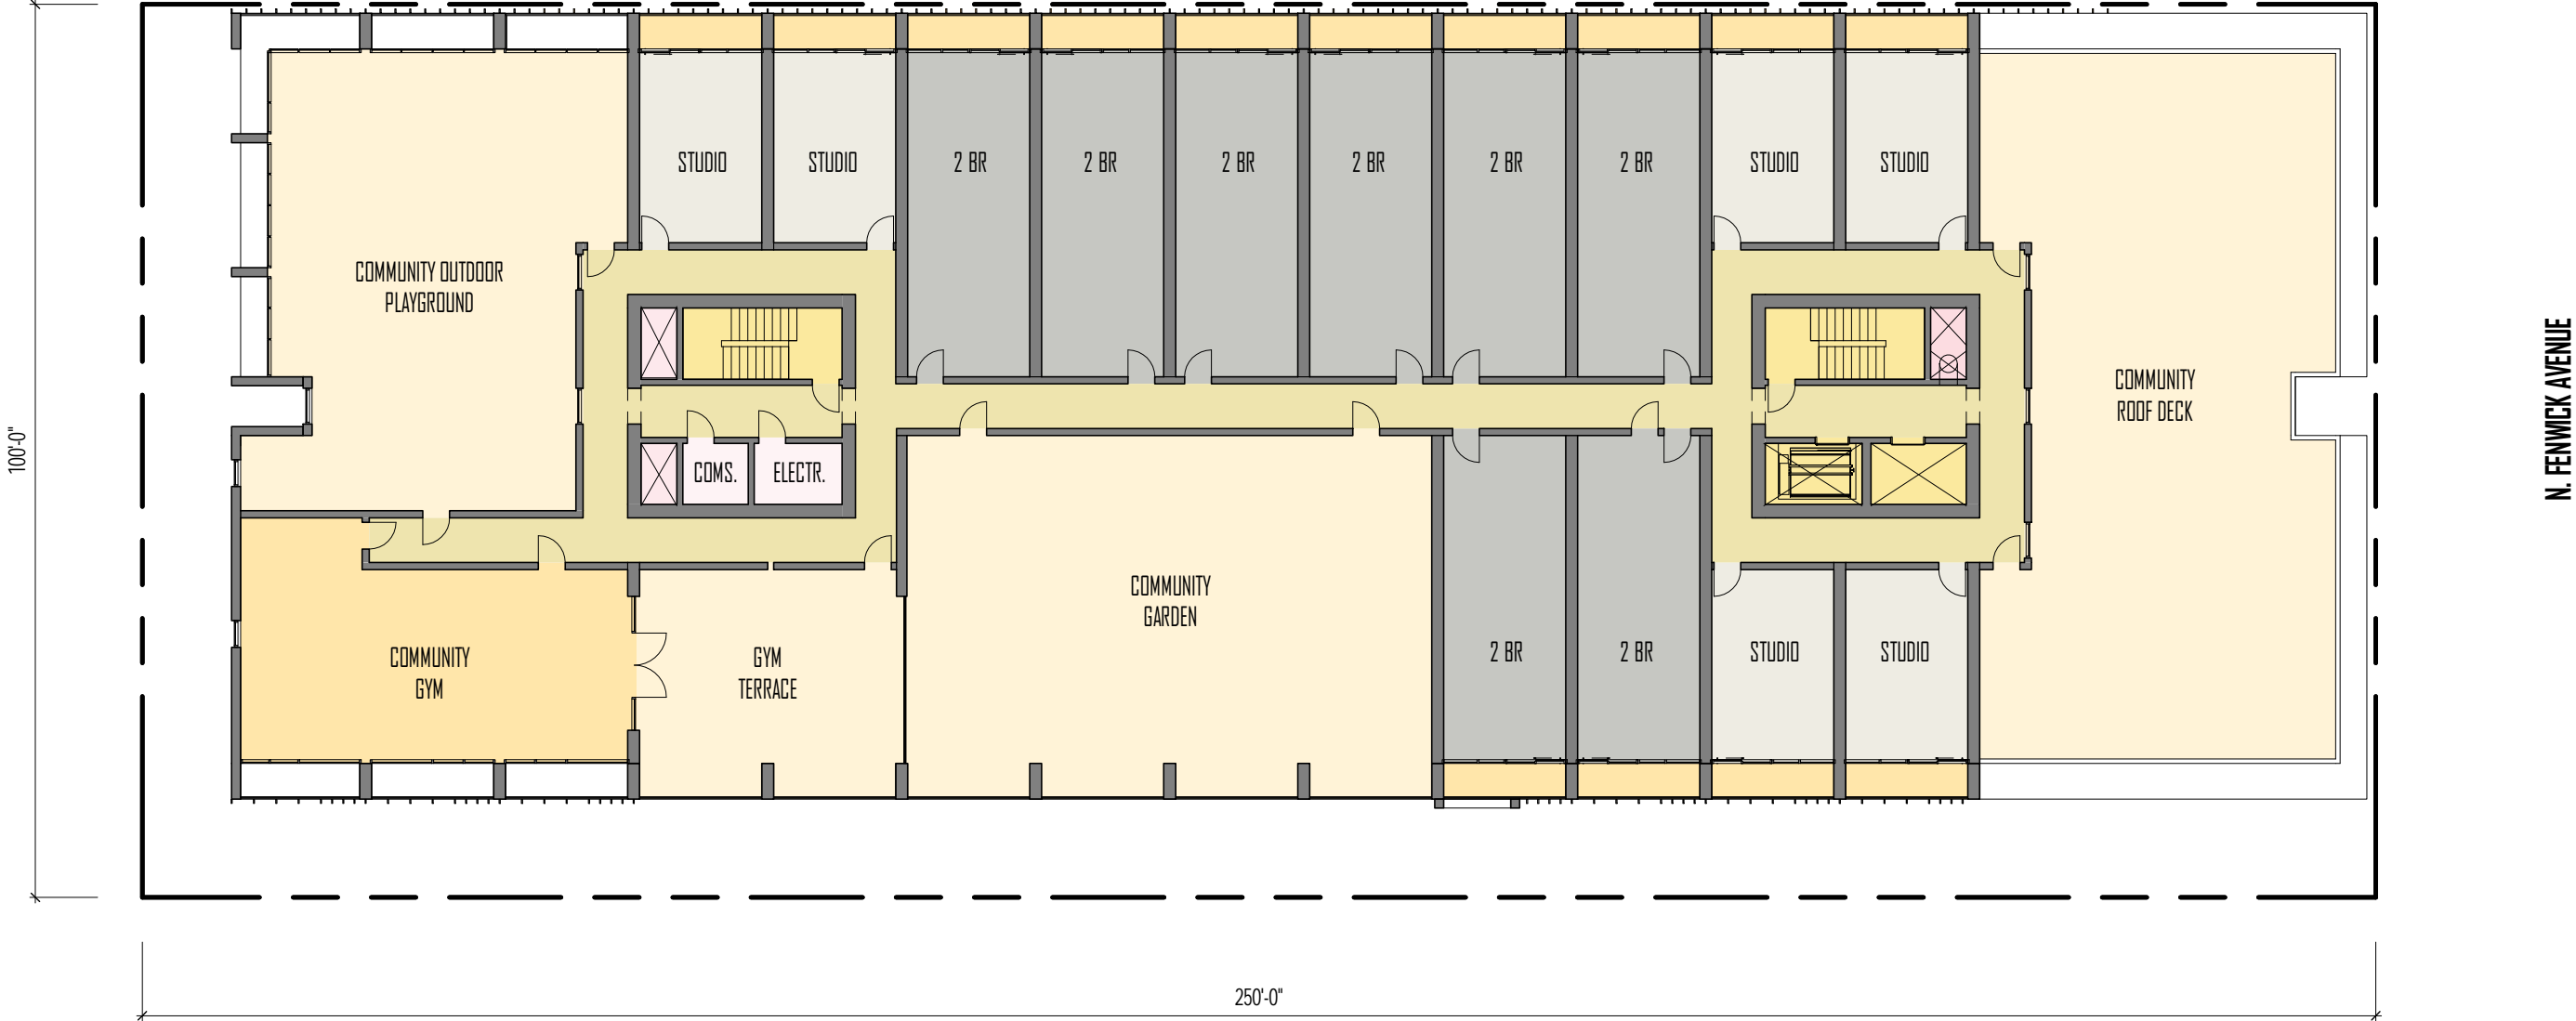 STUDIO
STUDIO
2 BR
2 BR
2 BR
2 BR
2 BR
2 BR
STUDIO
STUDIO
COMMUNITY OUTDOOR
PLAYGROUND
COMMUNITY
ROOF DECK
N. FENWICK AVENUE
100'-0"
COMS.
ELECTR.
COMMUNITY
GARDEN
COMMUNITY
GYM
GYM
TERRACE
2 BR
2 BR
STUDIO
STUDIO
250'-0"